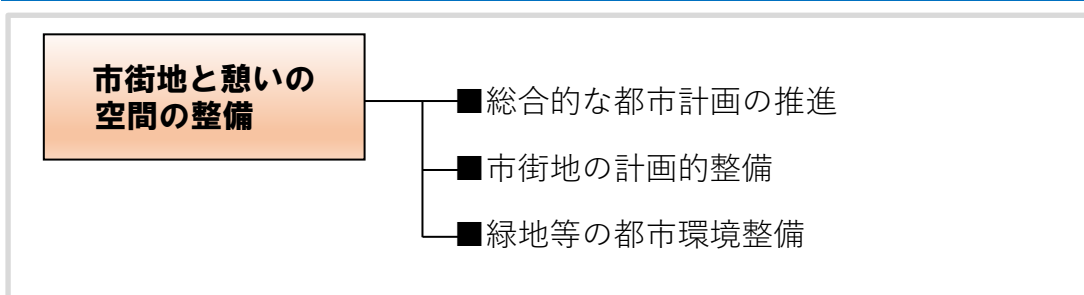 市街地と憩いの
空間の整備
■総合的な都市計画の推進
■市街地の計画的整備
■緑地等の都市環境整備